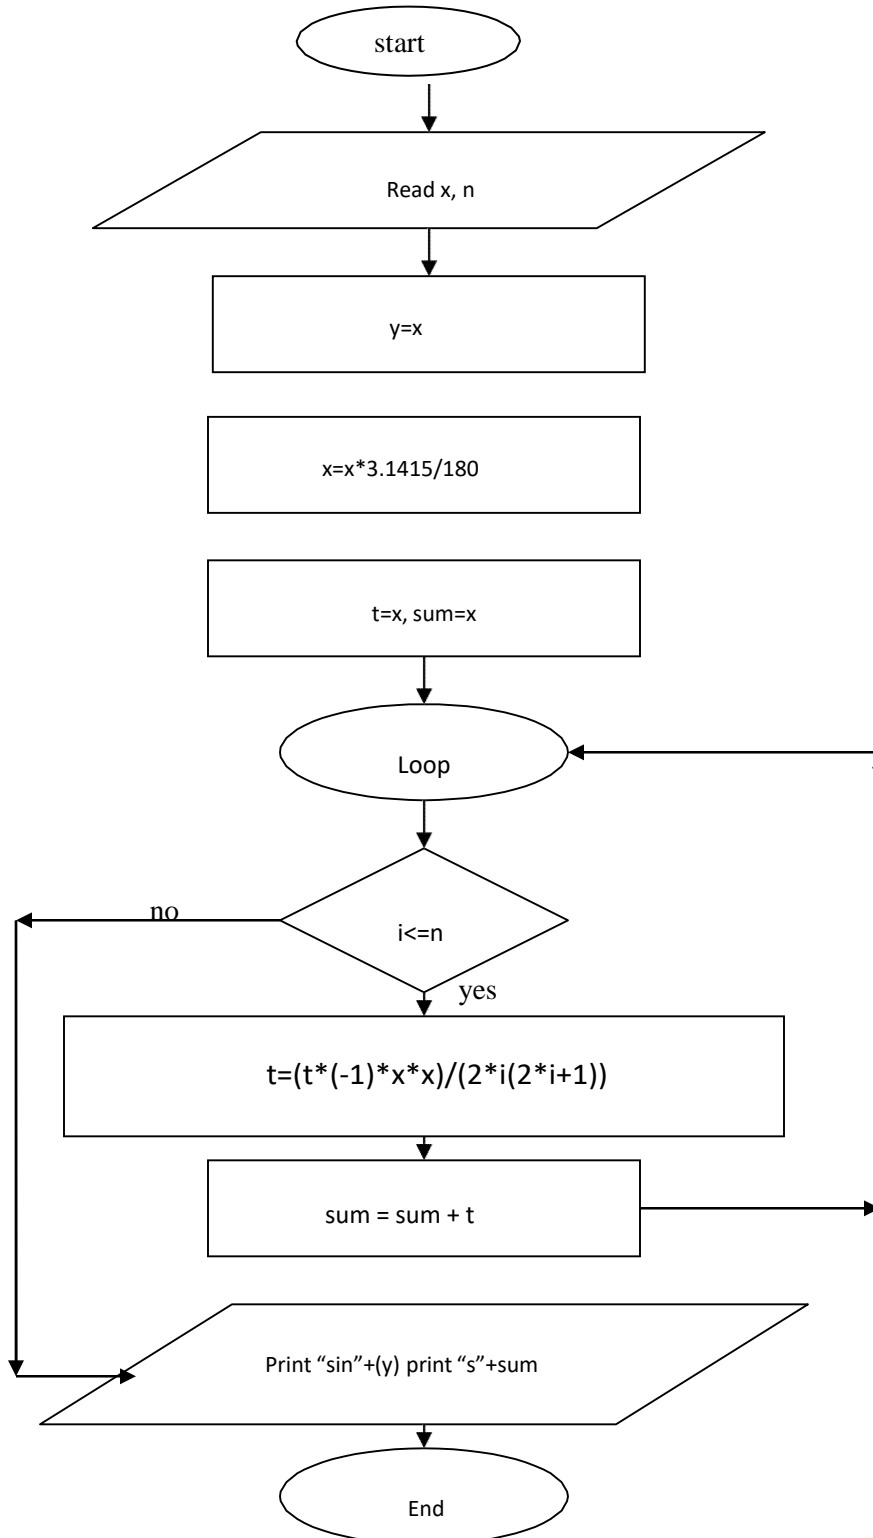 start
Read x, n
y=x
x=x*3.1415/180
t=x, sum=x
Loop
no
i<=n
yes
t=(t*(-1)*x*x)/(2*i(2*i+1))
sum = sum + t
Print “sin”+(y) print “s”+sum
End